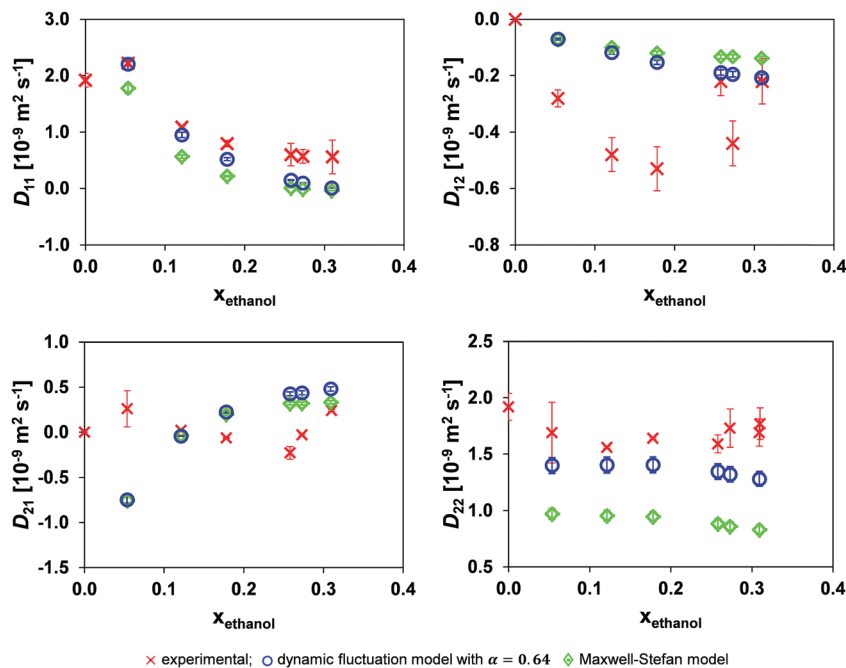 D11 [10-9 m2 s-1]
3.0
2.0
1.0
0.0
-1.0
0.0 0.1 0.2 0.3 0.4
xethanol
D12 [10-9 m2 s-1]
0.0
-0.2
-0.4
-0.6
-0.8
0.0 0.1 0.2 0.3 0.4
xethanol
D21 [10-9 m2 s-1]
1.0
0.5
0.0
-0.5
-1.0
-1.5
0.0 0.1 0.2 0.3 0.4
xethanol
D22 [10-9 m2 s-1]
2.5
2.0
1.5
1.0
0.5
0.0 0.1 0.2 0.3 0.4
xethanol
experimental; dynamic fluctuation model with α = 0.64 Maxwell-Stefan model